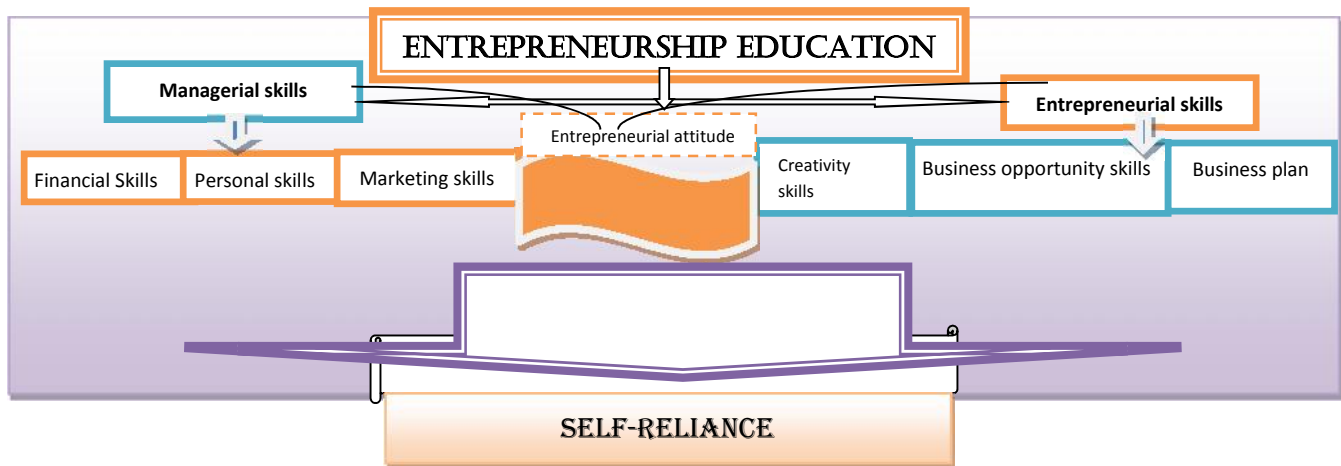 ENTREPRENEURSHIP EDUCATION
Managerial skills
Entrepreneurial skills
Entrepreneurial attitude
Financial Skills
Personal skills
Marketing skills
Creativity
skills
Business opportunity skills
Business plan
SELF-RELIANCE